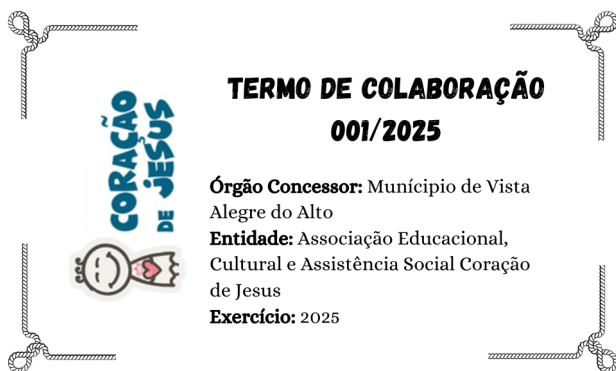 CORAÇÃO
DE JESUS
TERMO DE COLABORAÇÃO
001/2025
Órgão Concessor: Munícipio de Vista
Alegre do Alto
Entidade: Associação Educacional,
Cultural e Assistência Social Coração
de Jesus
Exercício: 2025